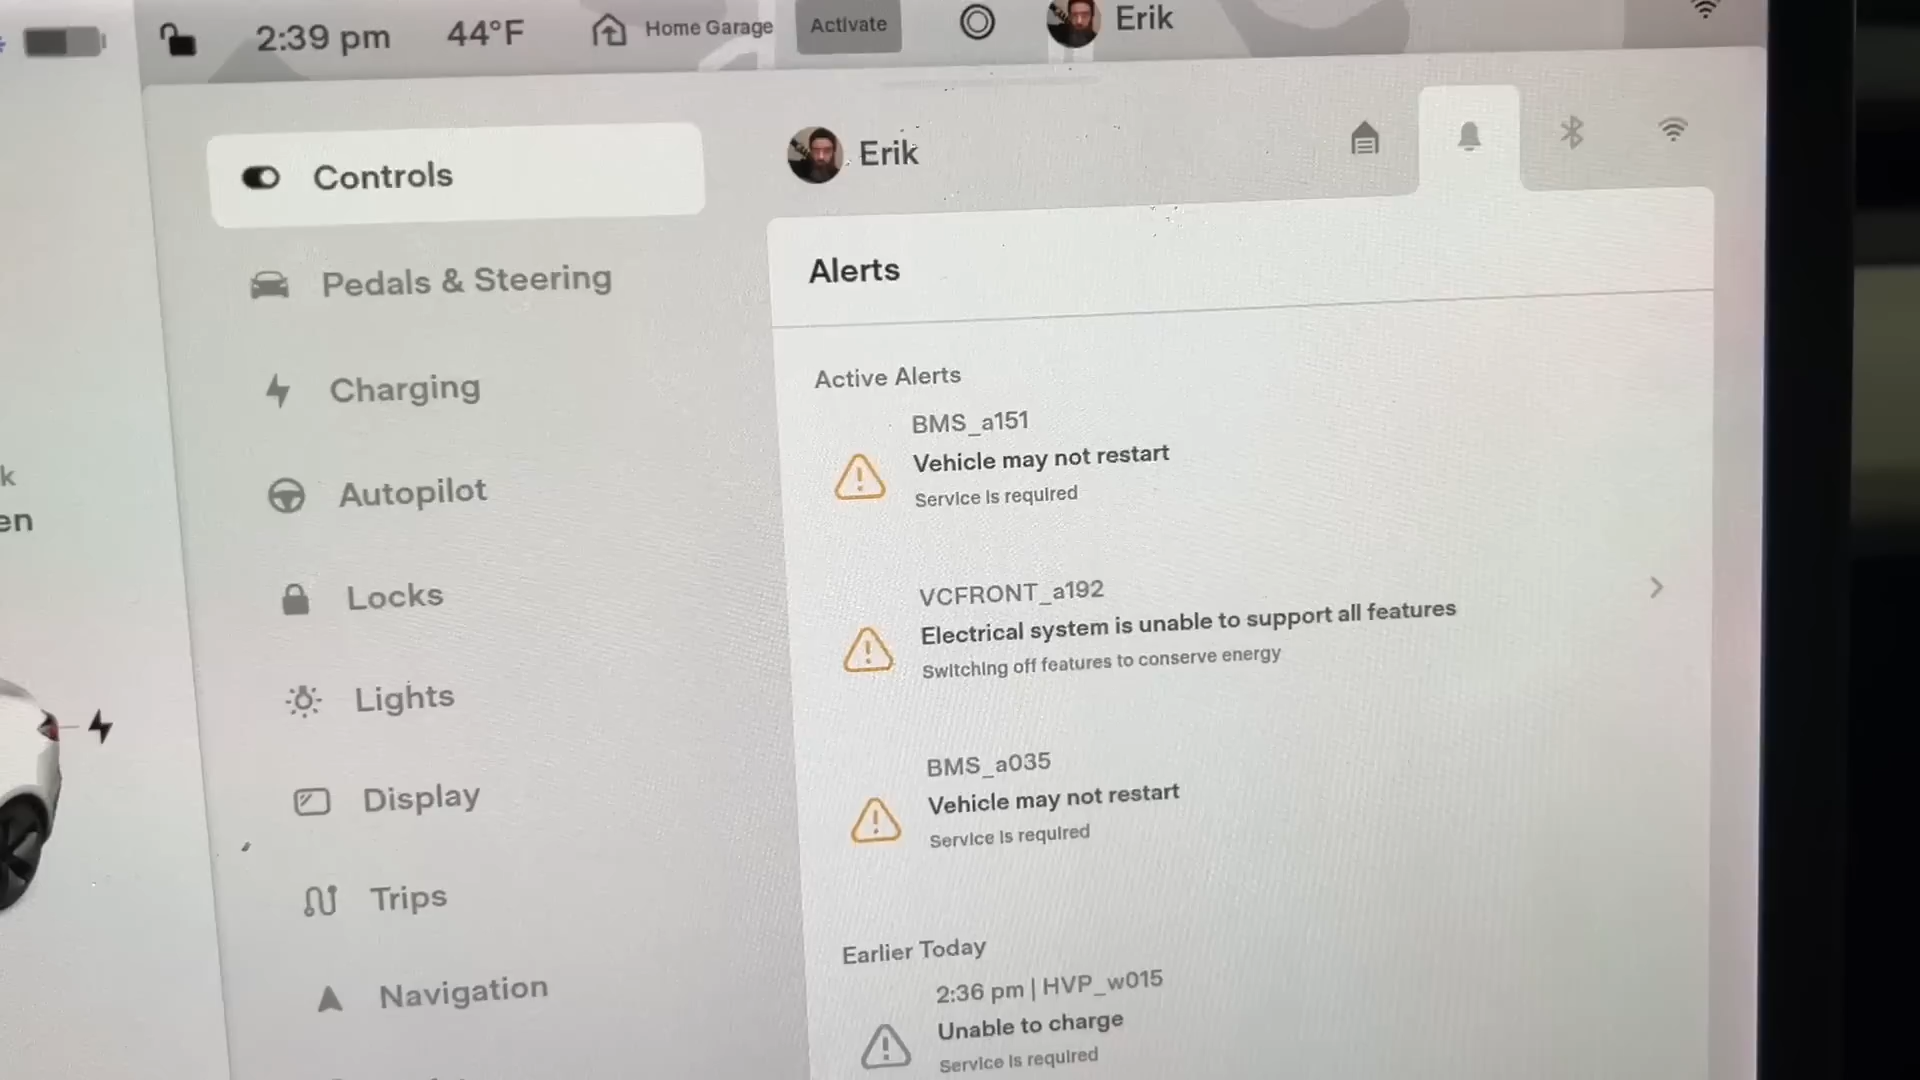 2:39 pm 44°F Home Garage Activate Erik
Controls
Pedals & Steering
Charging
Autopilot
Locks
Lights
Display
Trips
Navigation
k
en
Erik
Alerts
Active Alerts
BMS_a151
Vehicle may not restart
Service is required
VCFRONT_a192
Electrical system is unable to support all features
Switching off features to conserve energy
BMS_a035
Vehicle may not restart
Service is required
Earlier Today
2:36 pm | HVP_w015
Unable to charge
Service is required